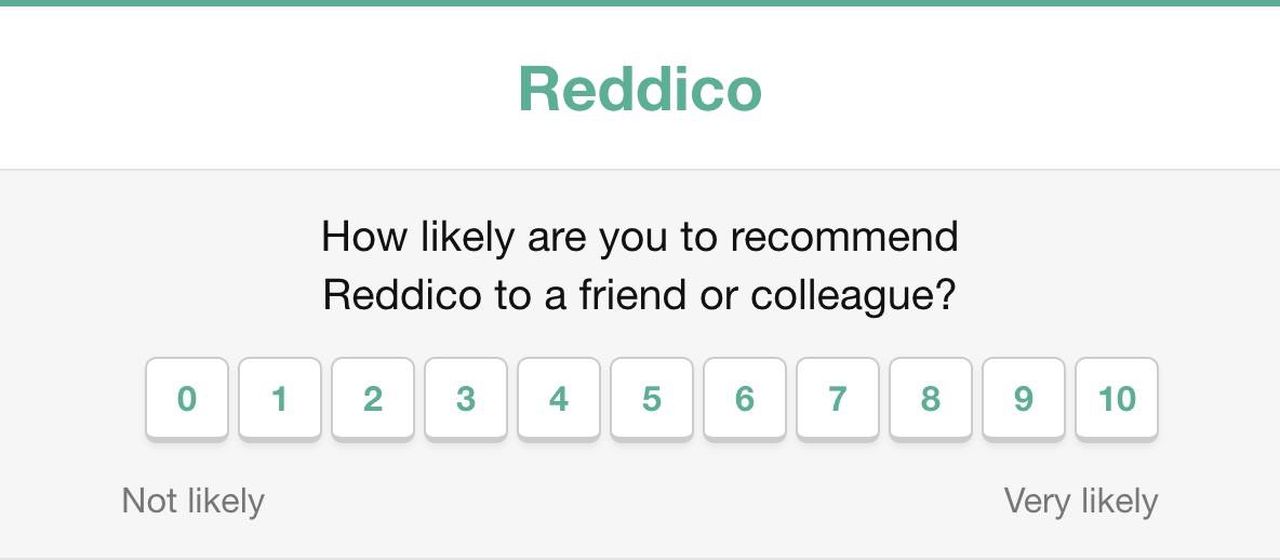 Reddico
How likely are you to recommend
Reddico to a friend or colleague?
0 1 2 3 4 5 6 7 8 9 10
Not likely Very likely